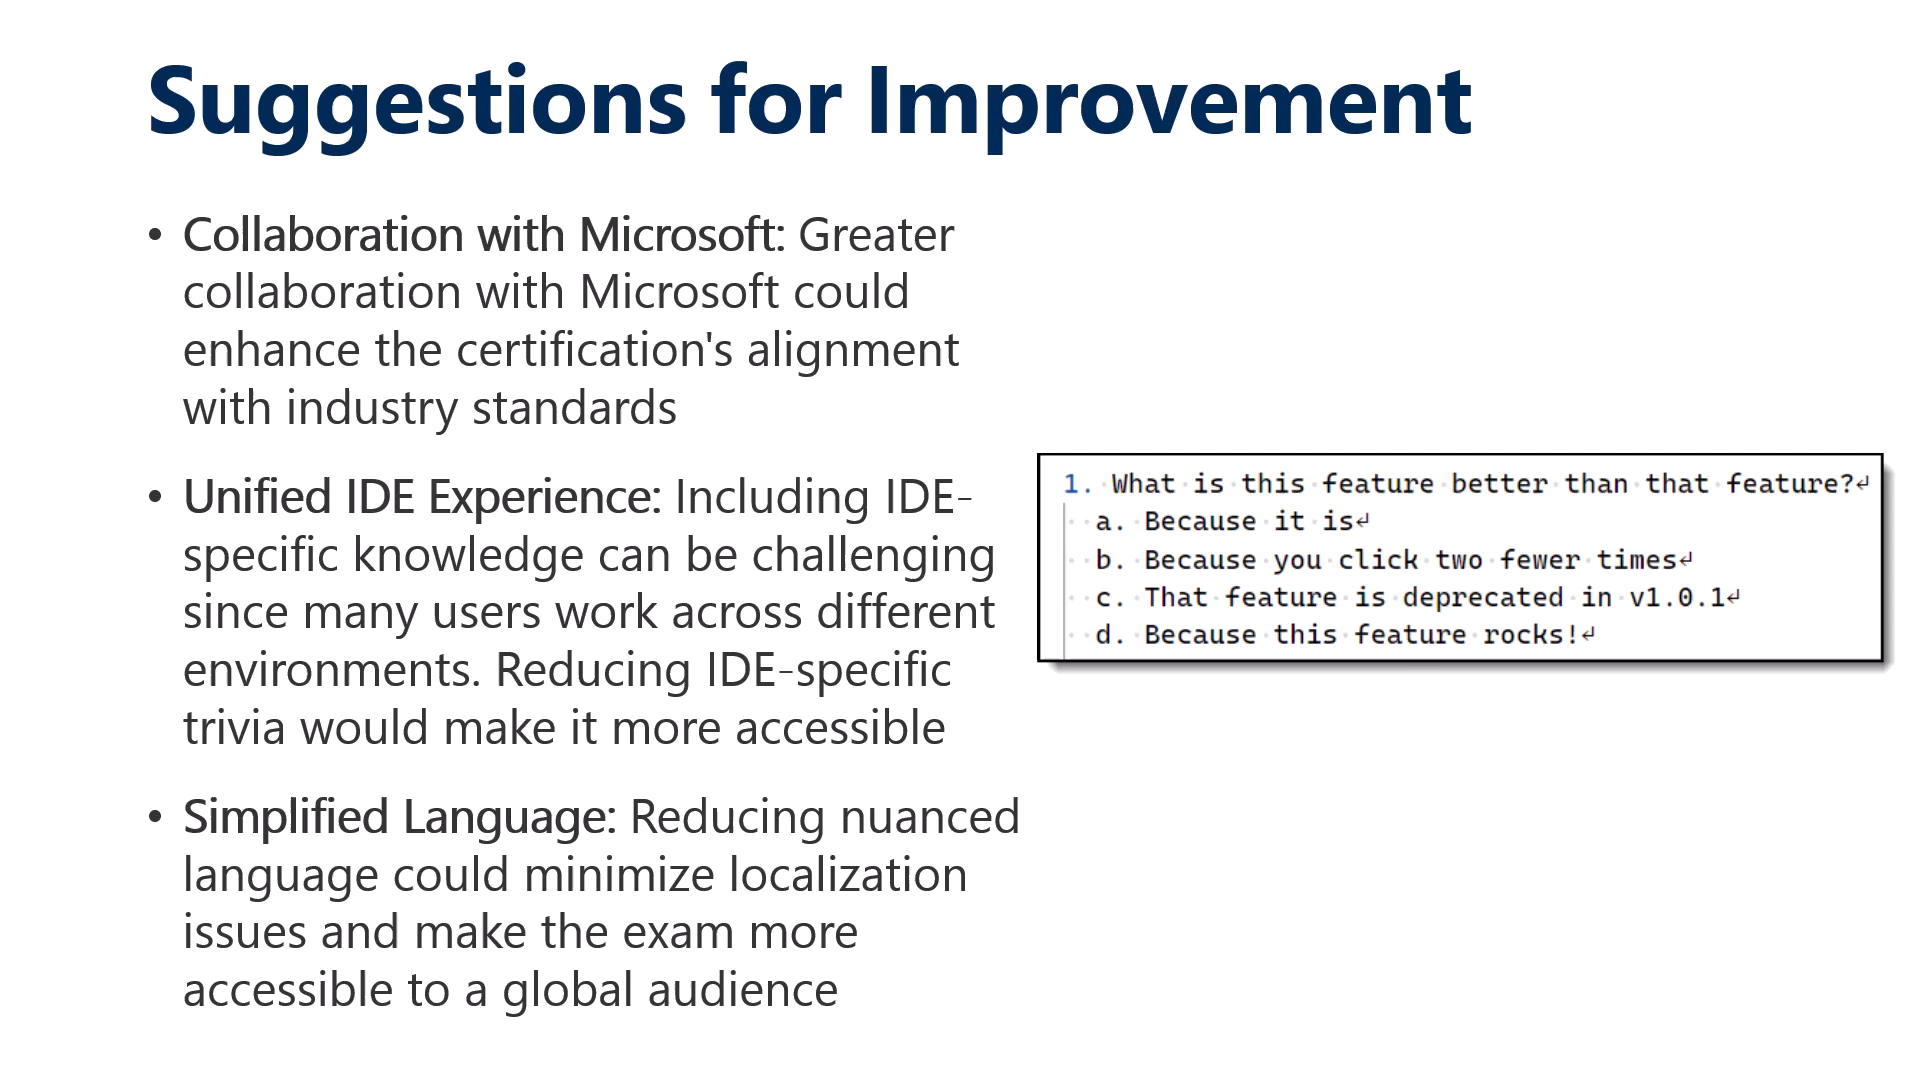 Suggestions for Improvement
• Collaboration with Microsoft: Greater
collaboration with Microsoft could
enhance the certification's alignment
with industry standards
• Unified IDE Experience: Including IDE-
specific knowledge can be challenging
since many users work across different
environments. Reducing IDE-specific
trivia would make it more accessible
• Simplified Language: Reducing nuanced
language could minimize localization
issues and make the exam more
accessible to a global audience
1. What is this feature better than that feature?↵
a. Because it is↵
b. Because you click two fewer times↵
c. That feature is deprecated in v1.0.1↵
d. Because this feature rocks!↵